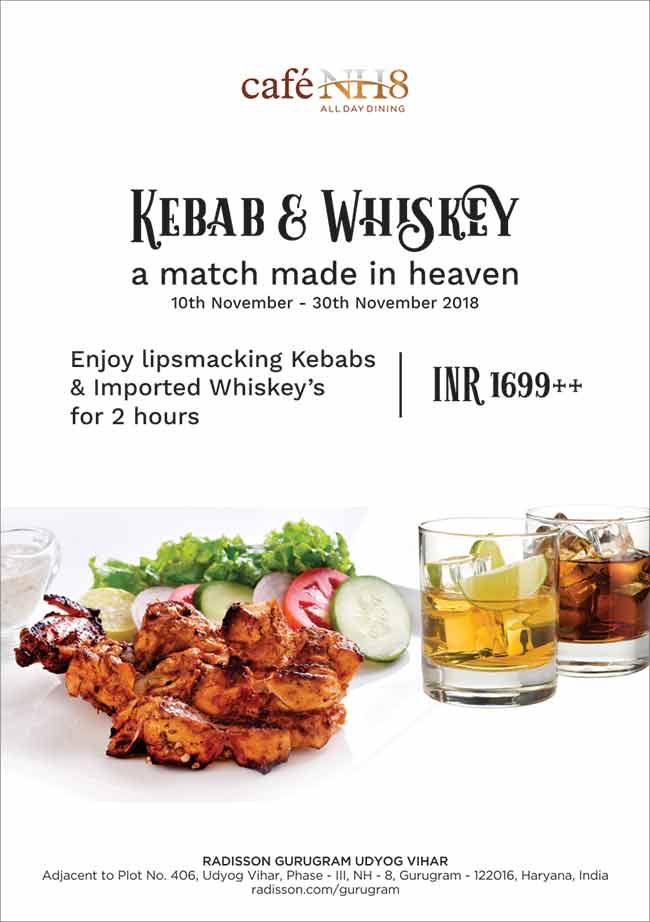 café NH8
ALL DAY DINING
KEBAB & WHISKEY
a match made in heaven
10th November - 30th November 2018
Enjoy lipsmacking Kebabs
& Imported Whiskey's
for 2 hours
INR 1699++
RADISSON GURUGRAM UDYOG VIHAR
Adjacent to Plot No. 406, Udyog Vihar, Phase - III, NH - 8, Gurugram - 122016, Haryana, India
radisson.com/gurugram